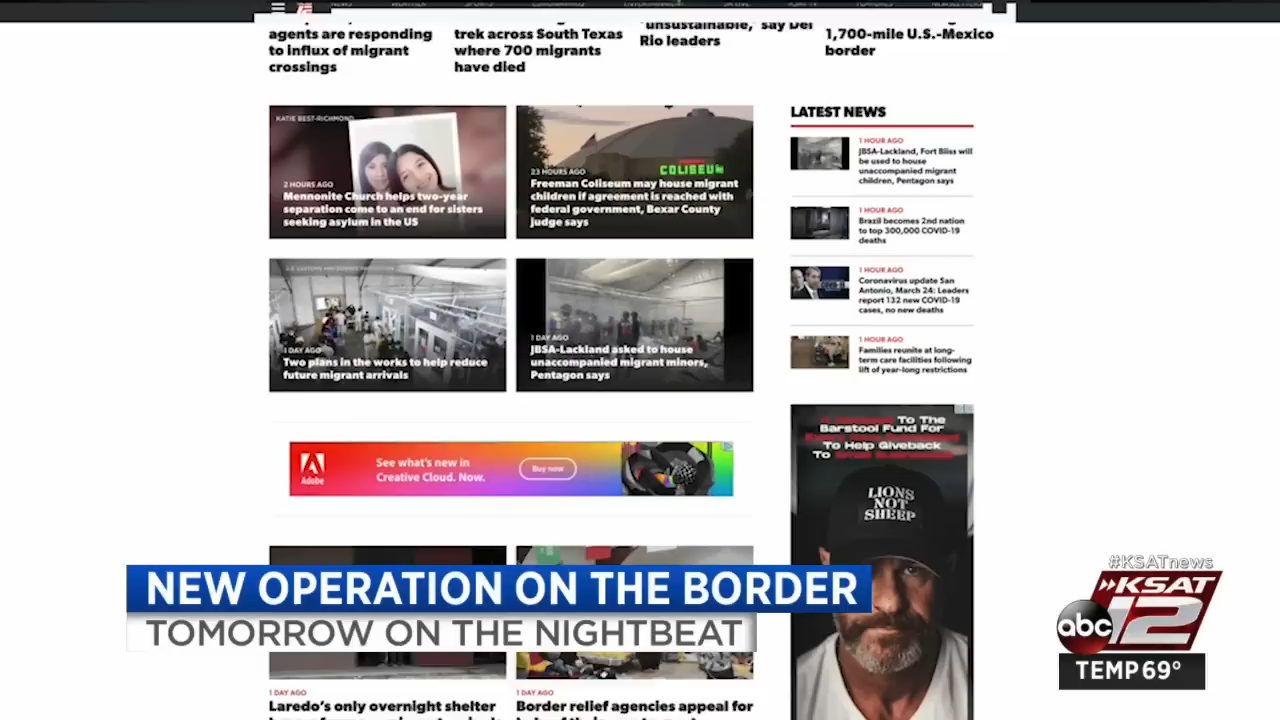 agents are responding
to influx of migrant
crossings
trek across South Texas
where 700 migrants
have died
unsustainable,' say Del
Rio leaders
1,700-mile U.S.-Mexico
border
KATIE BEST-RICHMOND
2 HOURS AGO
Mennonite Church helps two-year
separation come to an end for sisters
seeking asylum in the US
COLISEUM
23 HOURS AGO
Freeman Coliseum may house migrant
children if agreement is reached with
federal government, Bexar County
judge says
1 DAY AGO
Two plans in the works to help reduce
future migrant arrivals
1 DAY AGO
JBSA-Lackland asked to house
unaccompanied migrant minors,
Pentagon says
LATEST NEWS
1 HOUR AGO
JBSA-Lackland, Fort Bliss will
be used to house
unaccompanied migrant
children, Pentagon says
1 HOUR AGO
Brazil becomes 2nd nation
to top 300,000 COVID-19
deaths
1 HOUR AGO
Coronavirus update San
Antonio, March 24: Leaders
report 132 new COVID-19
cases, no new deaths
1 HOUR AGO
Families reunite at long-
term care facilities following
lift of year-long restrictions
Adobe
See what's new in
Creative Cloud. Now.
Buy now
To The
Barstool Fund For
To Help Giveback
To
LIONS
NOT
SHEEP
NEW OPERATION ON THE BORDER
TOMORROW ON THE NIGHTBEAT
1 DAY AGO
Laredo's only overnight shelter
1 DAY AGO
Border relief agencies appeal for
#KSATnews
KSAT
abc 12
TEMP 69°